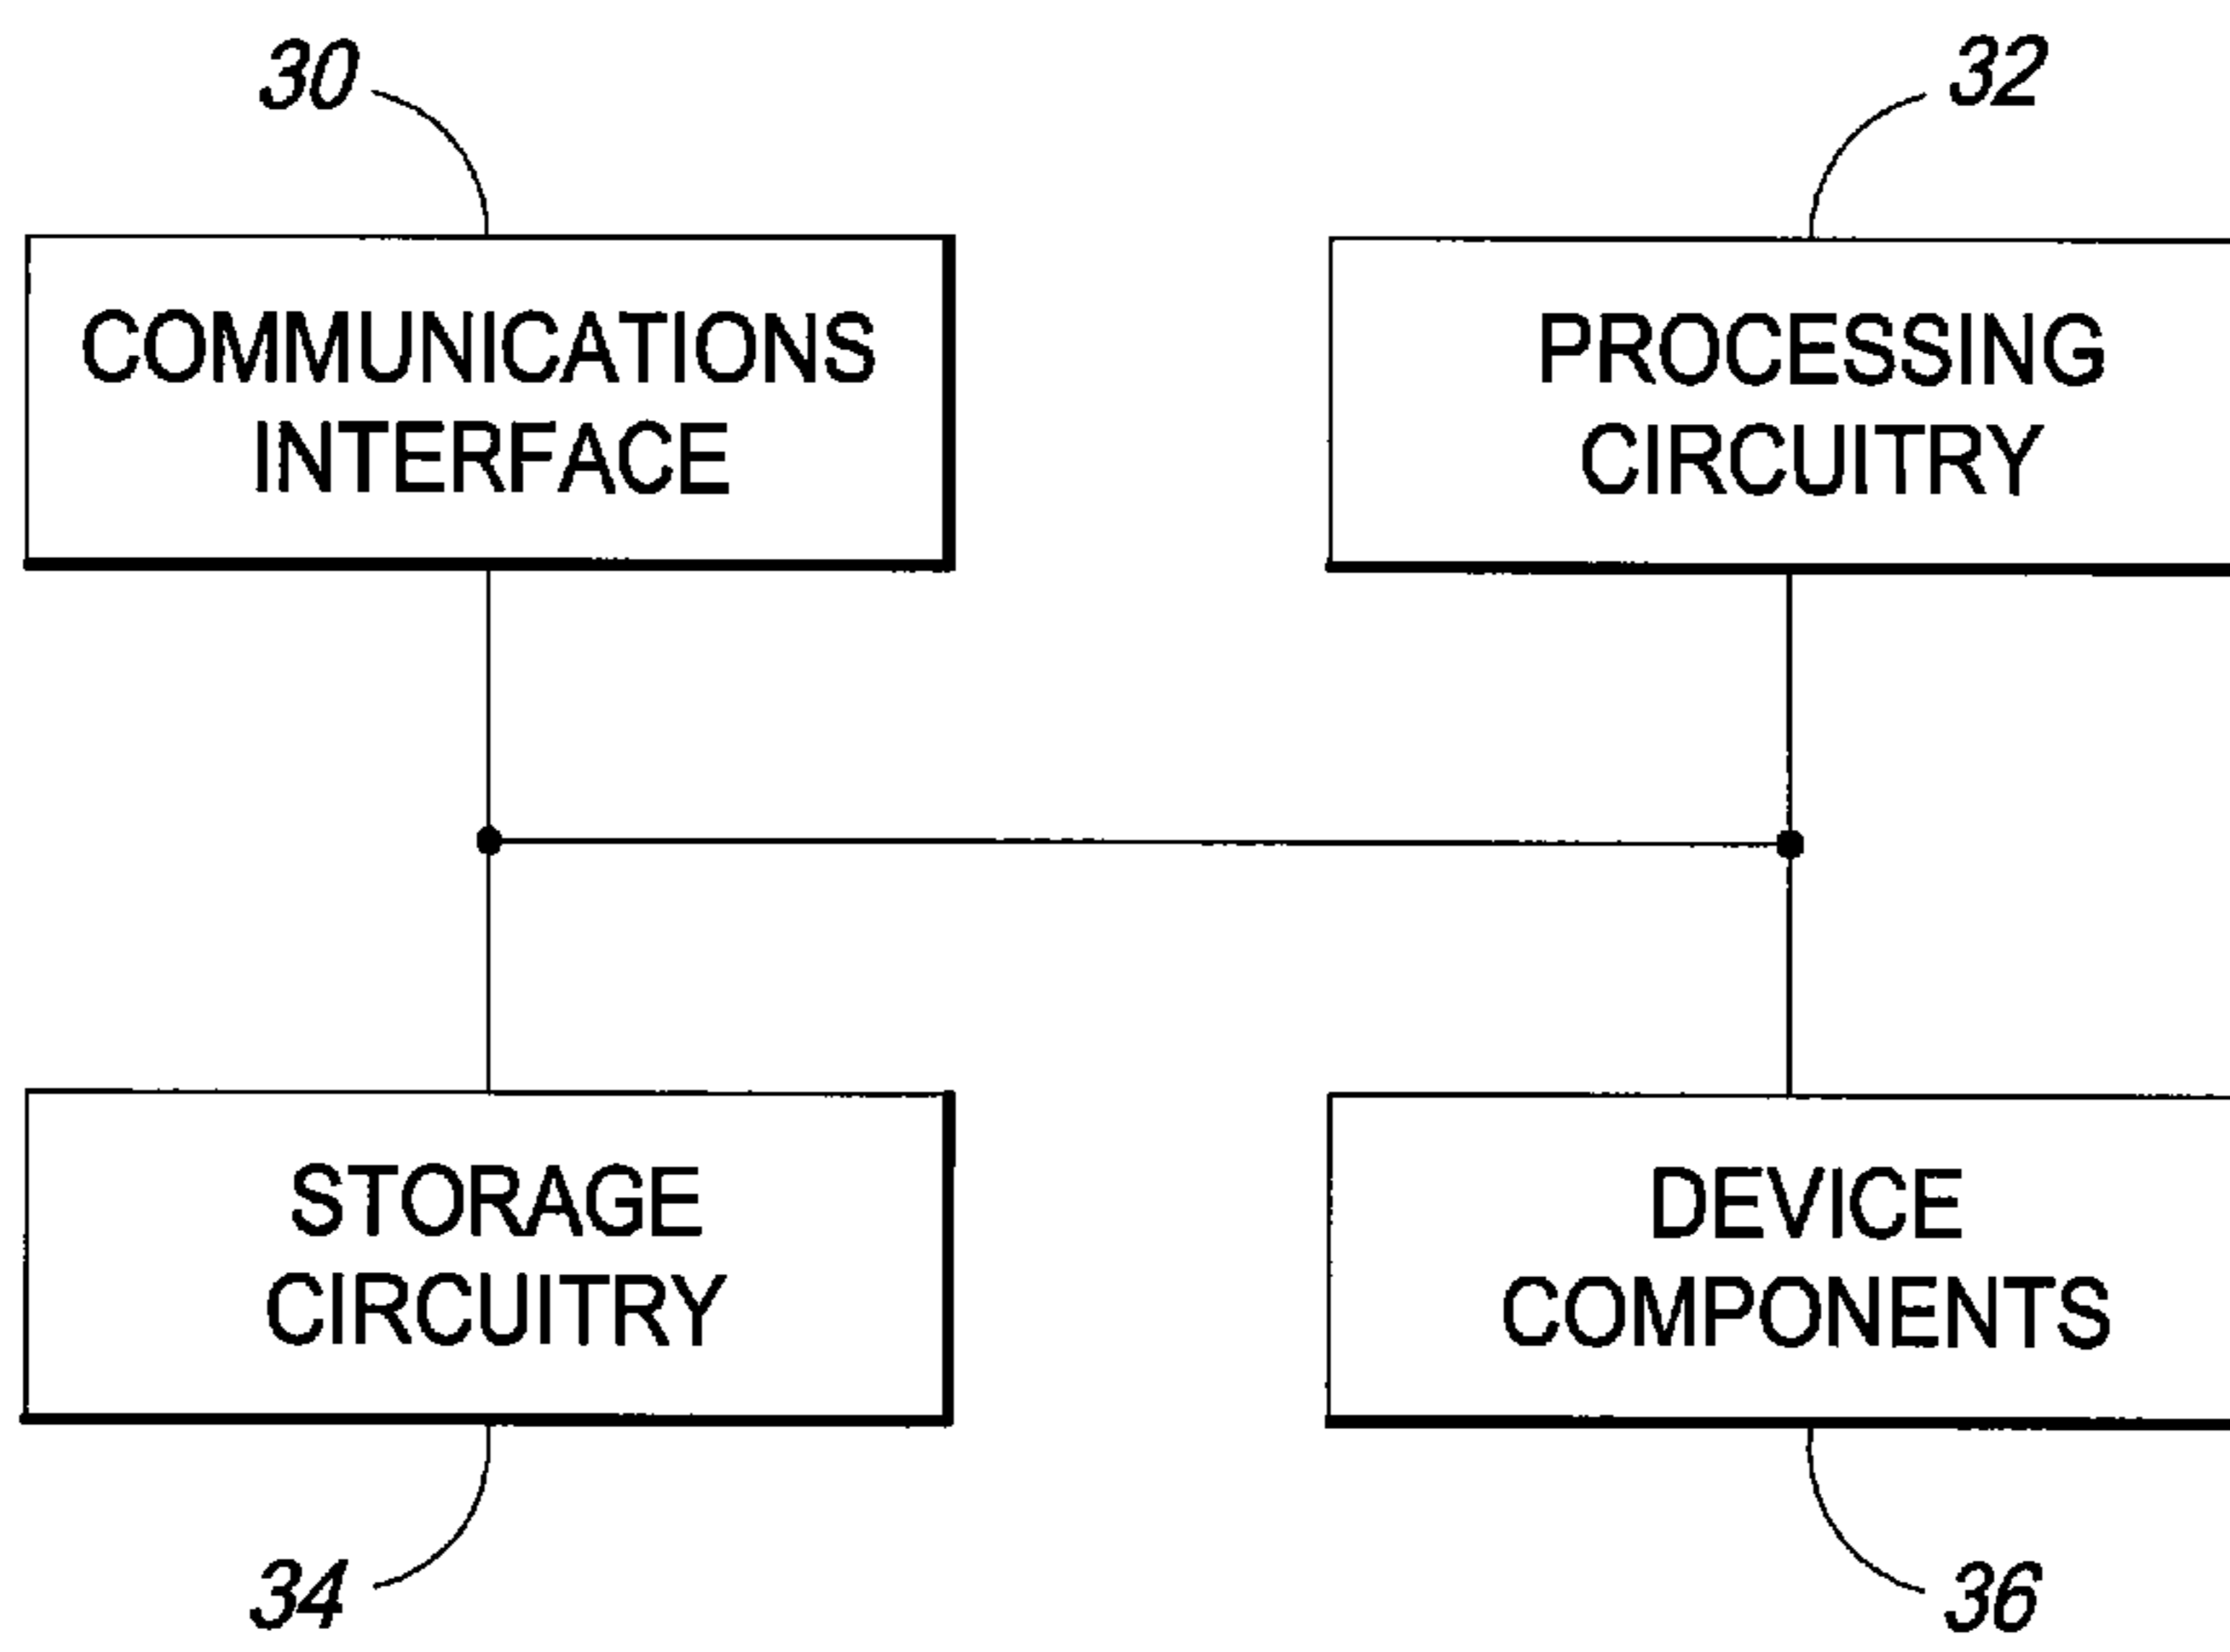 30
32
COMMUNICATIONS
INTERFACE
PROCESSING
CIRCUITRY
STORAGE
CIRCUITRY
DEVICE
COMPONENTS
34
36